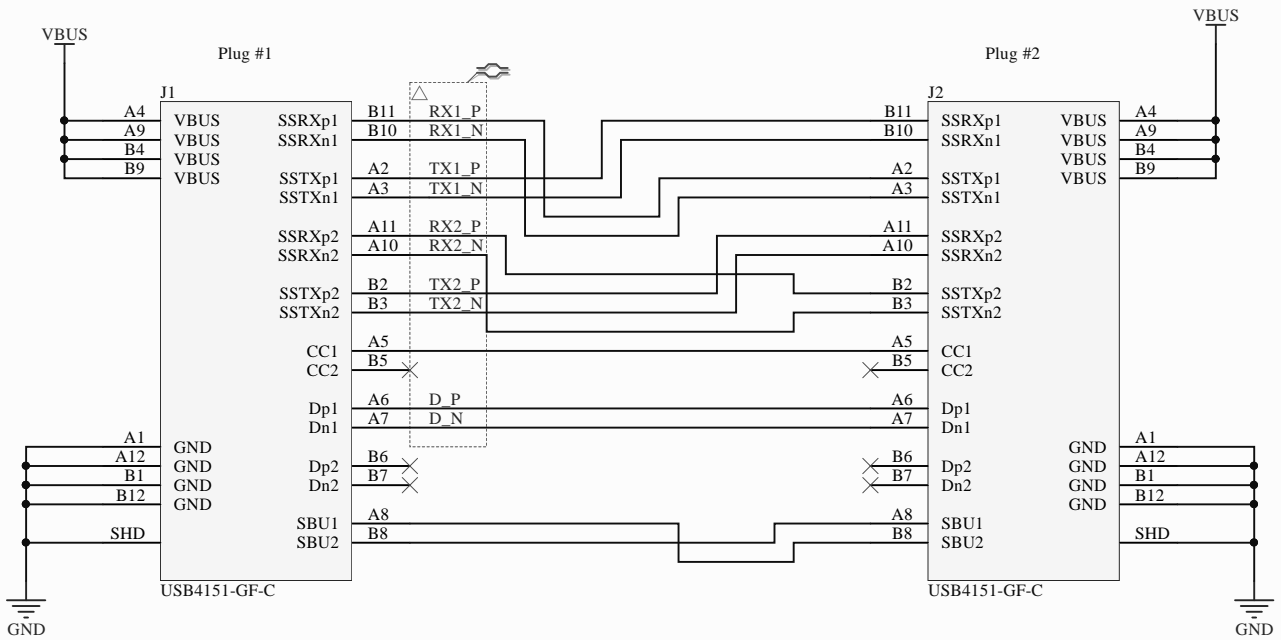 VBUS
VBUS
Plug #1
Plug #2
J1
J2
A4 VBUS SSRXp1 B11 RX1_P B11 SSRXp1 VBUS A4
A9 VBUS SSRXn1 B10 RX1_N B10 SSRXn1 VBUS A9
B4 VBUS VBUS B4
B9 VBUS SSTXp1 A2 TX1_P A2 SSTXp1 VBUS B9
SSTXn1 A3 TX1_N A3 SSTXn1
SSRXp2 A11 RX2_P A11 SSRXp2
SSRXn2 A10 RX2_N A10 SSRXn2
SSTXp2 B2 TX2_P B2 SSTXp2
SSTXn2 B3 TX2_N B3 SSTXn2
CC1 A5 A5 CC1
CC2 B5 B5 CC2
Dp1 A6 D_P A6 Dp1
Dn1 A7 D_N A7 Dn1
A1 GND GND A1
A12 GND Dp2 B6 B6 Dp2 GND A12
B1 GND Dn2 B7 B7 Dn2 GND B1
B12 GND GND B12
SBU1 A8 A8 SBU1
SHD SBU2 B8 B8 SBU2 SHD
USB4151-GF-C
USB4151-GF-C
GND
GND